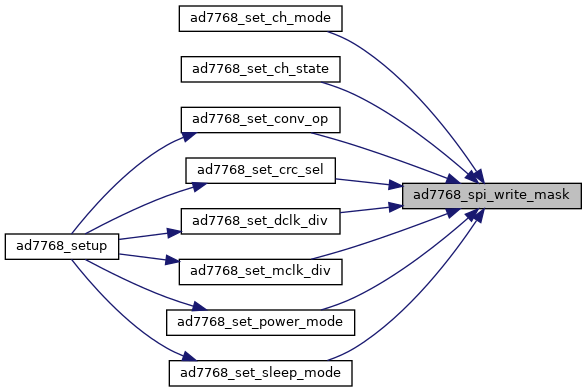 ad7768_set_ch_mode
ad7768_set_ch_state
ad7768_set_conv_op
ad7768_set_crc_sel
ad7768_spi_write_mask
ad7768_set_dclk_div
ad7768_setup
ad7768_set_mclk_div
ad7768_set_power_mode
ad7768_set_sleep_mode